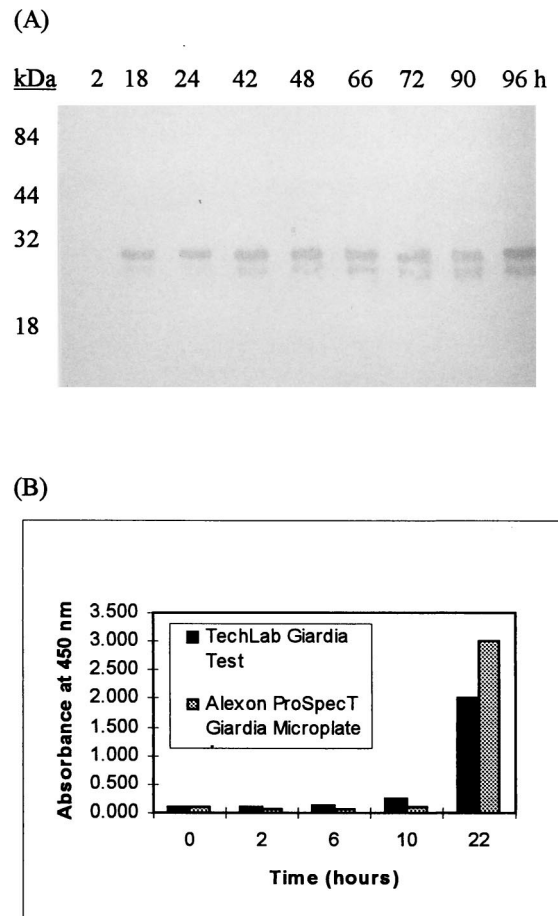 (A)
kDa 2 18 24 42 48 66 72 90 96 h
84
44
32
18
(B)
3.500
3.000
2.500
2.000
1.500
1.000
0.500
0.000
Absorbance at 450 nm
TechLab Giardia
Test
Alexon ProSpecT
Giardia Microplate
0 2 6 10 22
Time (hours)